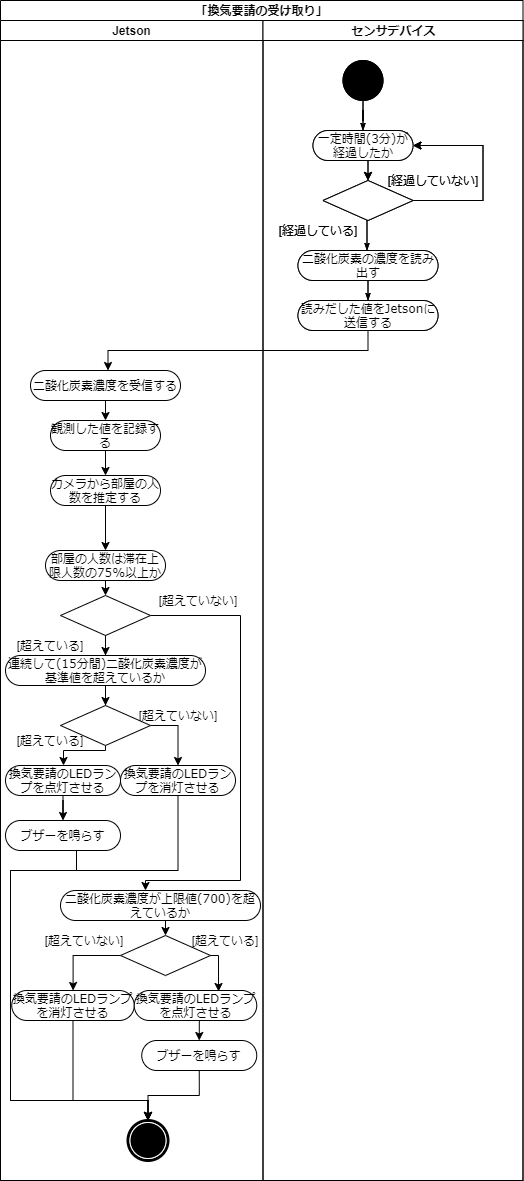 「換気要請の受け取り」
Jetson
センサデバイス
一定時間(3分)が
経過したか
[経過していない]
[経過している]
二酸化炭素の濃度を読み
出す
読みだした値をJetsonに
送信する
二酸化炭素濃度を受信する
観測した値を記録す
る
カメラから部屋の人
数を推定する
部屋の人数は滞在上
限人数の75%以上か
[超えていない]
[超えている]
連続して(15分間)二酸化炭素濃度が
基準値を超えているか
[超えていない]
[超えている]
換気要請のLEDラン
プを点灯させる
換気要請のLEDラン
プを消灯させる
ブザーを鳴らす
二酸化炭素濃度が上限値(700)を超
えているか
[超えていない]
[超えている]
換気要請のLEDランプ
を消灯させる
換気要請のLEDランプ
を点灯させる
ブザーを鳴らす